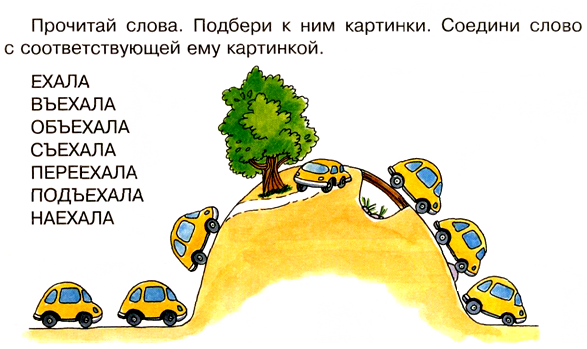 Прочитай слова. Подбери к ним картинки. Соедини слово
с соответствующей ему картинкой.
ЕХАЛА
ВЪЕХАЛА
ОБЪЕХАЛА
СЪЕХАЛА
ПЕРЕЕХАЛА
ПОДЪЕХАЛА
НАЕХАЛА